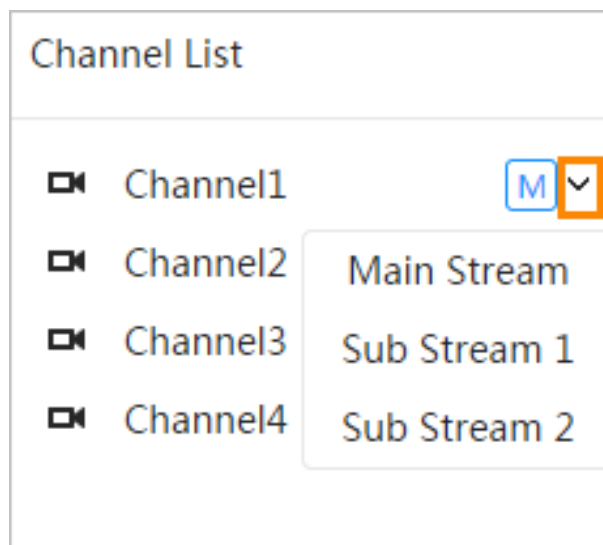 Channel List
Channel1 M
Channel2
Main Stream
Channel3
Sub Stream 1
Channel4
Sub Stream 2